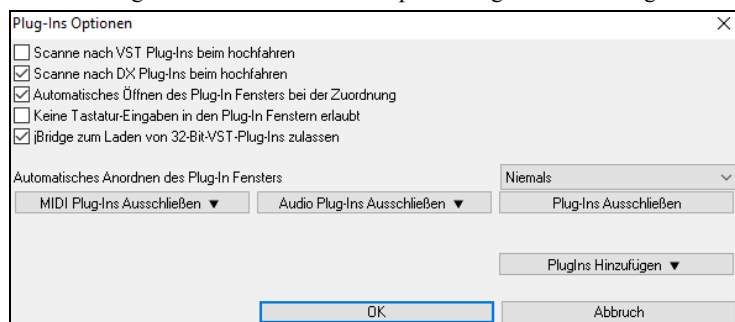 Plug-Ins Optionen
Scanne nach VST Plug-Ins beim hochfahren
Scanne nach DX Plug-Ins beim hochfahren
Automatisches Öffnen des Plug-In Fensters bei der Zuordnung
Keine Tastatur-Eingaben in den Plug-In Fenstern erlaubt
jBridge zum Laden von 32-Bit-VST-Plug-Ins zulassen
Automatisches Anordnen des Plug-In Fensters Niemals
MIDI Plug-Ins Ausschließen ▼ Audio Plug-Ins Ausschließen ▼ Plug-Ins Ausschließen
PlugIns Hinzufügen ▼
OK Abbruch